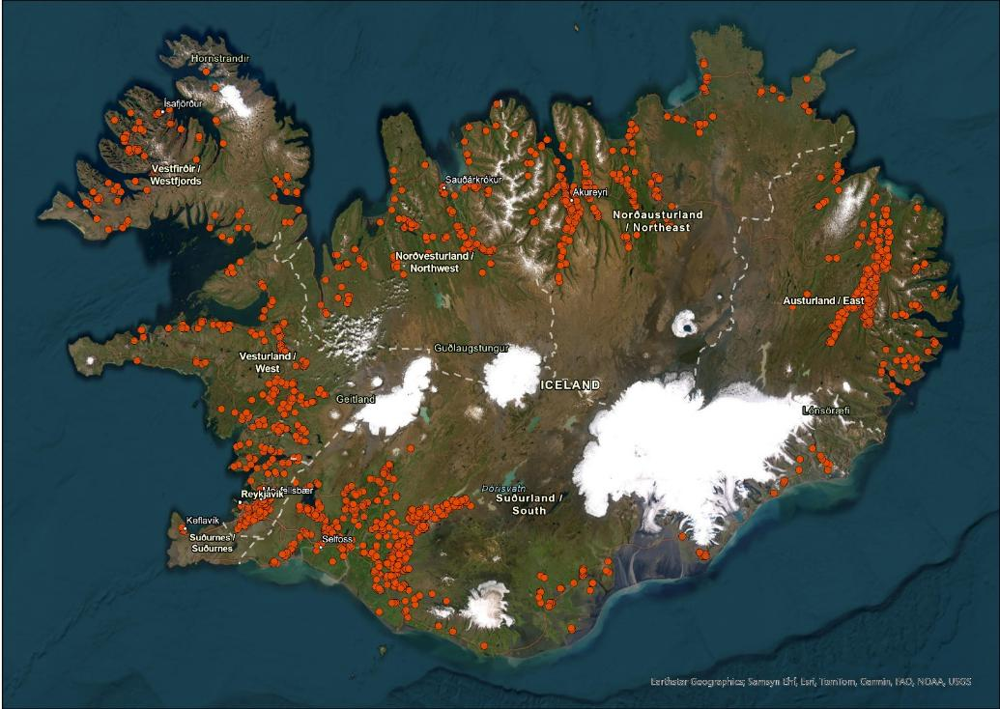 Hornstrandir
Ísafjörður
Vestfirðir /
Westfjords
Sauðárkrókur
Akureyri
Norðausturland
/ Northeast
Norðvesturland /
Northwest
Austurland / East
Guðlaugstungur
Vesturland /
West
ICELAND
Geitland
Lónsöræfi
Þórisvatn
Suðurland /
South
Reykjavík
Keflavík
Suðurnes /
Suðurnes
Selfoss
Earthstar Geographics; Samsyn Ehf, Esri, TomTom, Garmin, FAO, NOAA, USGS